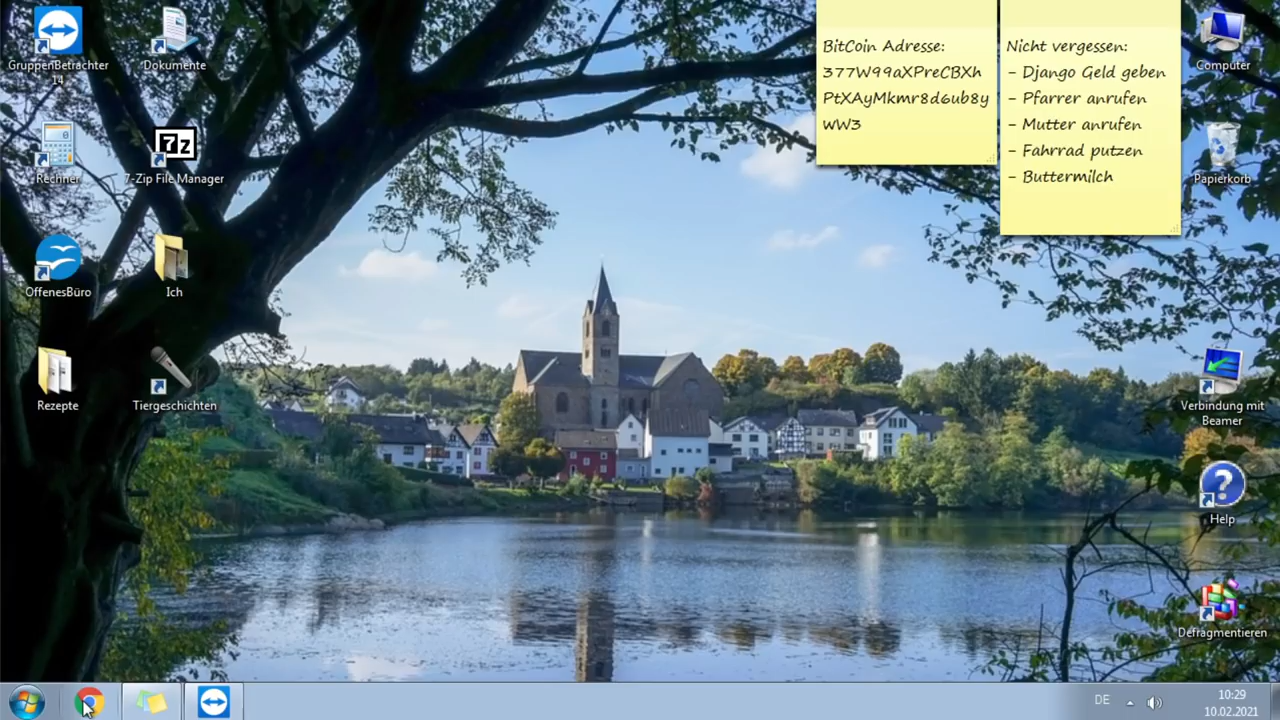 GruppenBetrachter
14
Dokumente
Rechner
7z
7-Zip File Manager
OffenesBüro
Ich
Rezepte
Tiergeschichten
BitCoin Adresse:
377W99aXPreCBXh
PtXAyMkmr8d6ub8y
WW3
Nicht vergessen:
- Django Geld geben
- Pfarrer anrufen
- Mutter anrufen
- Fahrrad putzen
- Buttermilch
Computer
Papierkorb
Verbindung mit
Beamer
?
Help
Defragmentieren
DE
10:29
10.02.2021